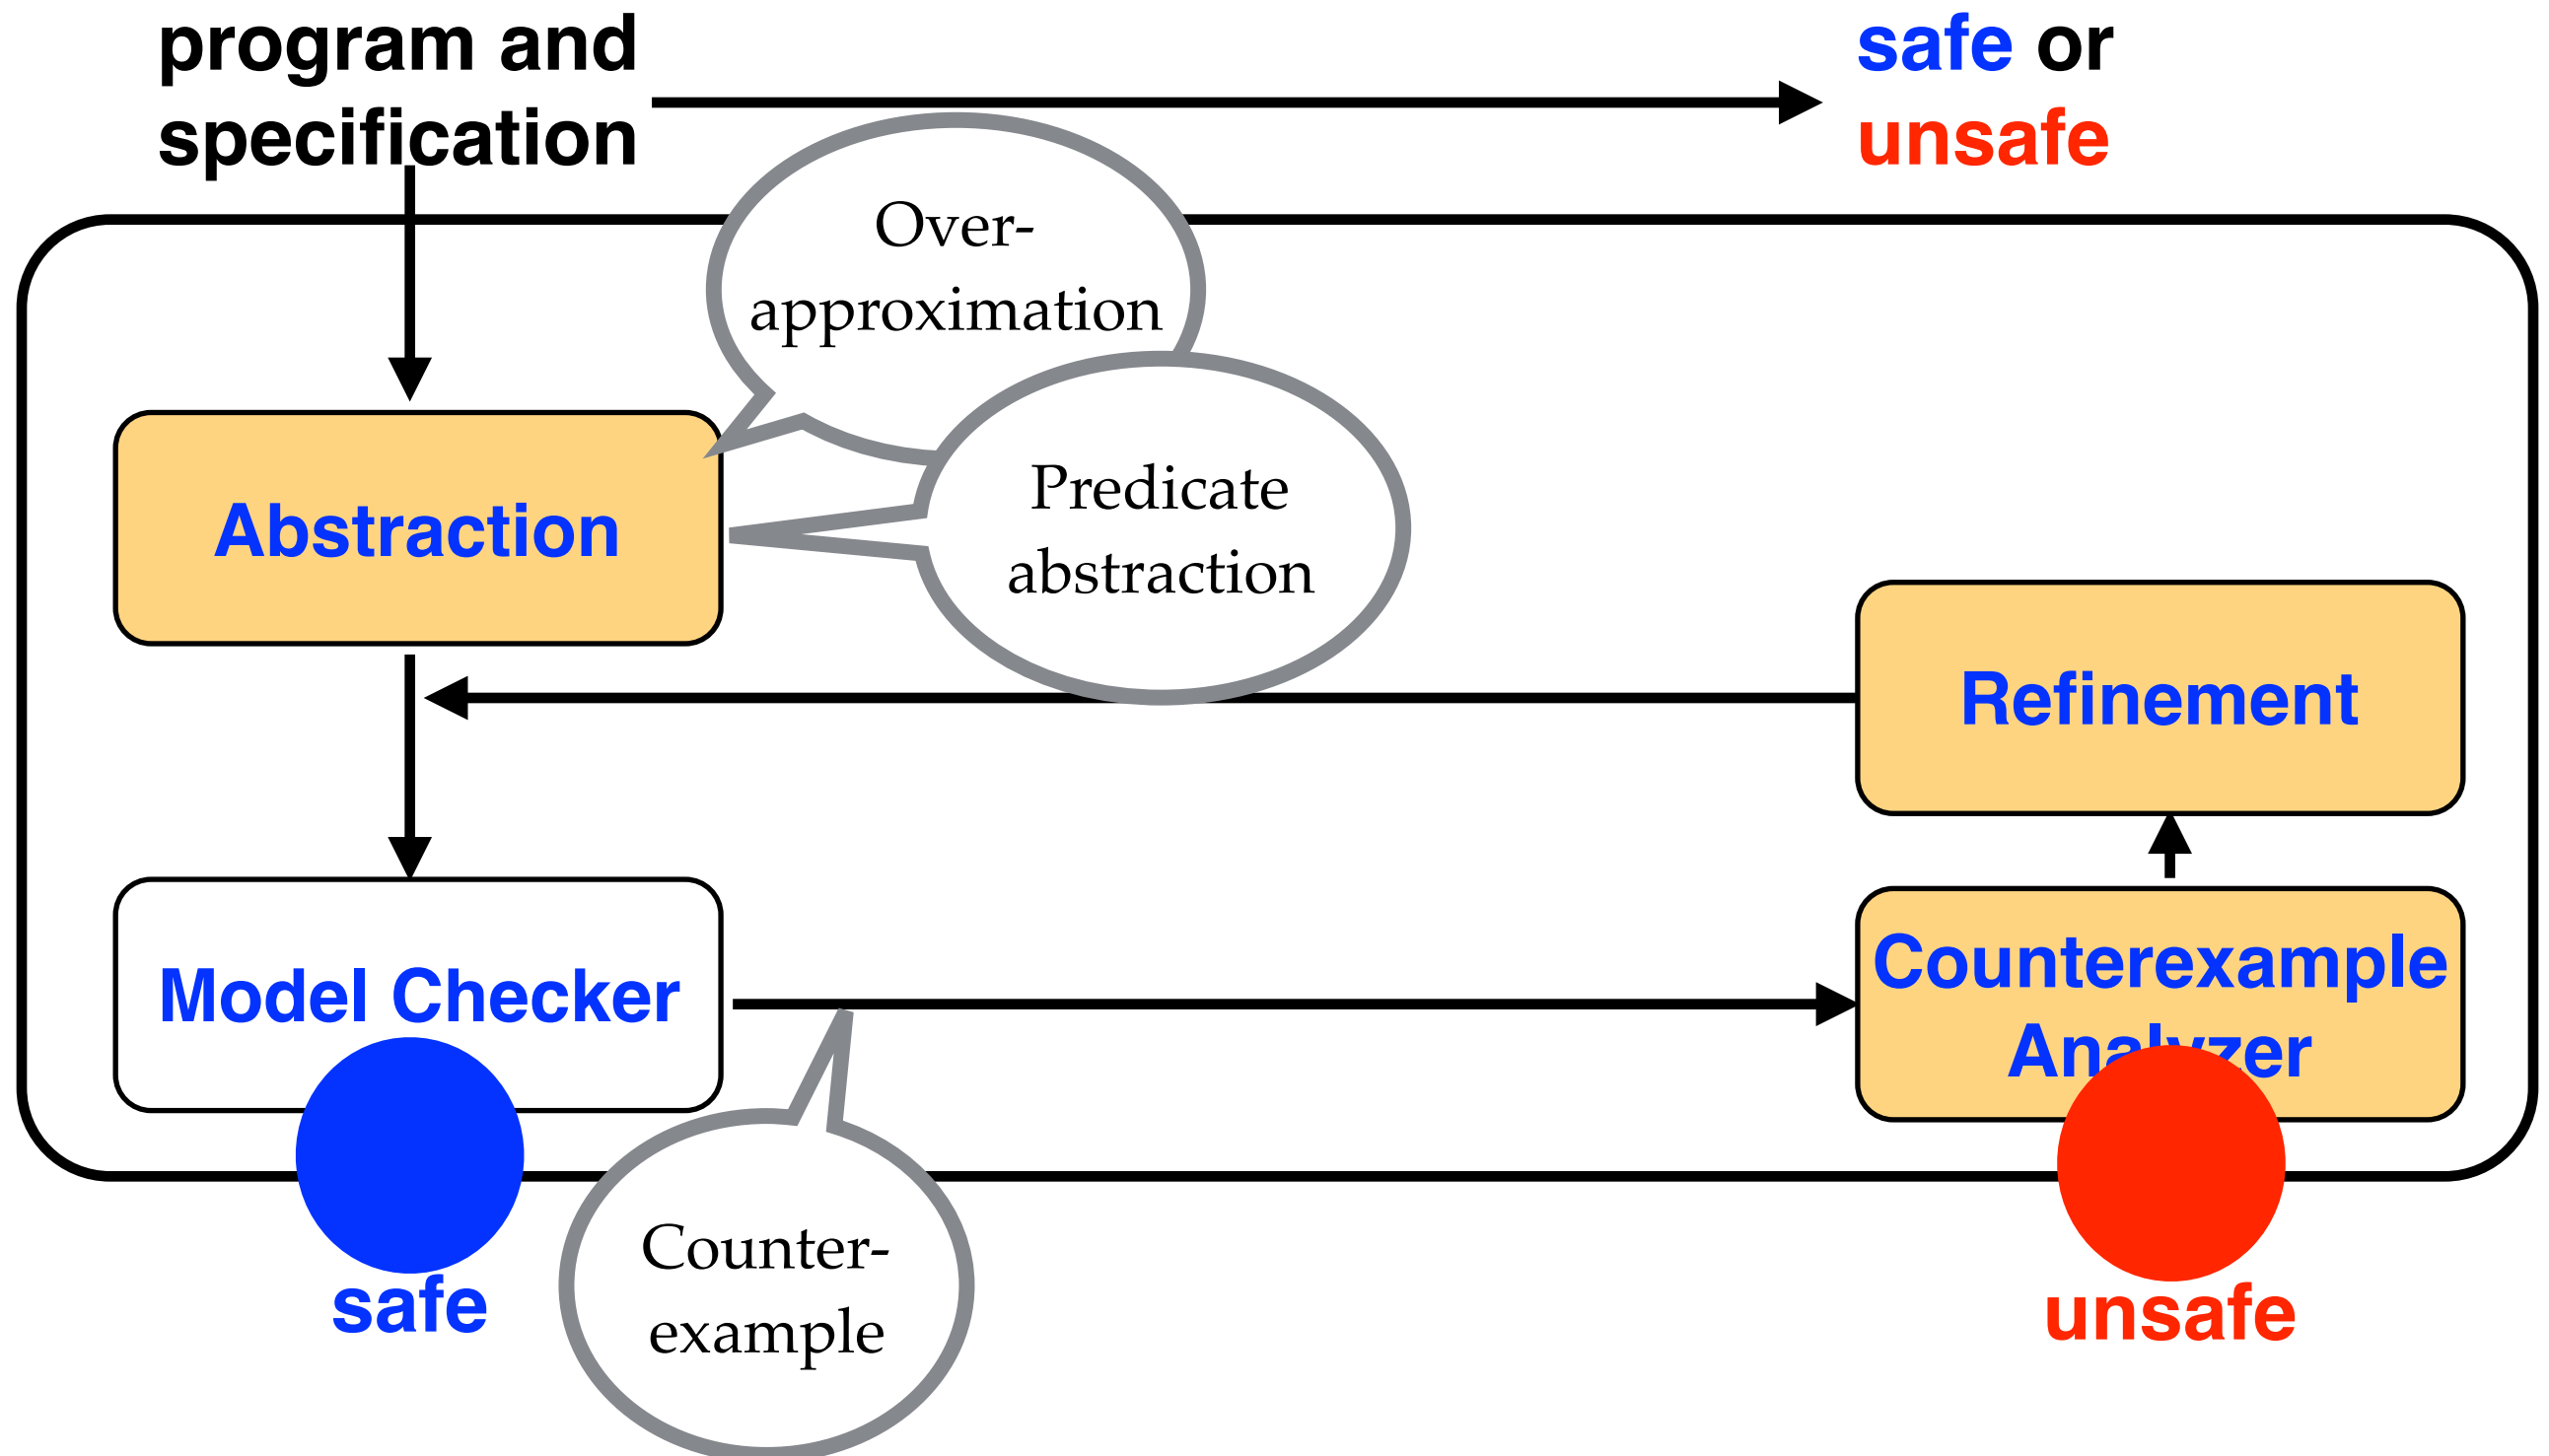 program and
specification
safe or
unsafe
Over-
approximation
Predicate
abstraction
Abstraction
Refinement
Model Checker
Counterexample
Analyzer
safe
Counter-
example
unsafe